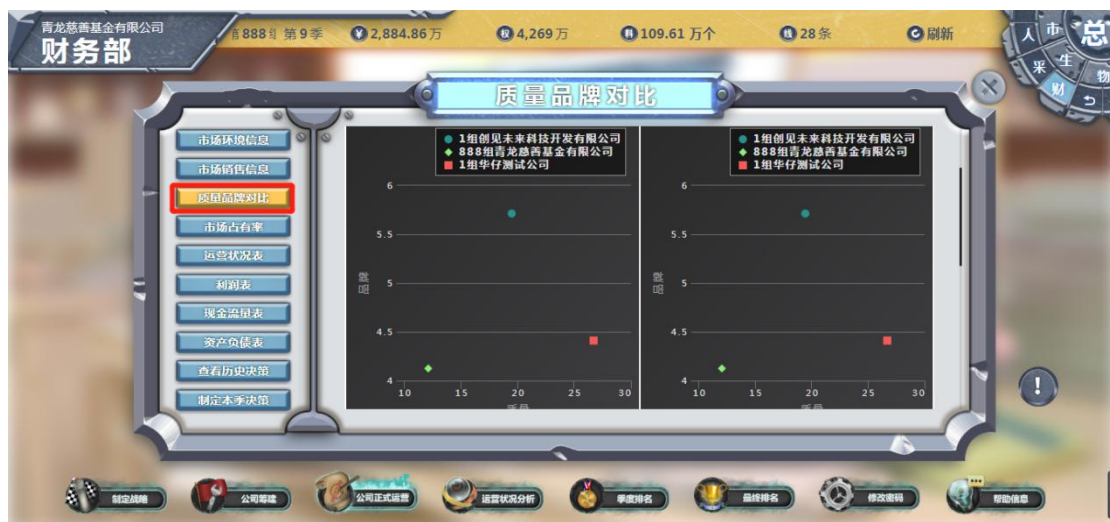 青龙慈善基金有限公司
财务部
888组 第9季
2,884.86万
权 4,269万
料 109.61 万个
线 28条
刷新
人
市
总
采
生
财
物
质量品牌对比
市场环境信息
市场销售信息
质量品牌对比
市场占有率
运营状况表
利润表
现金流量表
资产负债表
查看历史决策
制定本季决策
1组创见未来科技开发有限公司
888组青龙慈善基金有限公司
1组华仔测试公司
6
5.5
5
4.5
4
品牌
10 15 20 25 30
质量
1组创见未来科技开发有限公司
888组青龙慈善基金有限公司
1组华仔测试公司
6
5.5
5
4.5
4
品牌
10 15 20 25 30
质量
!
制定战略
公司筹建
公司正式运营
运营状况分析
季度排名
最终排名
修改密码
帮助信息